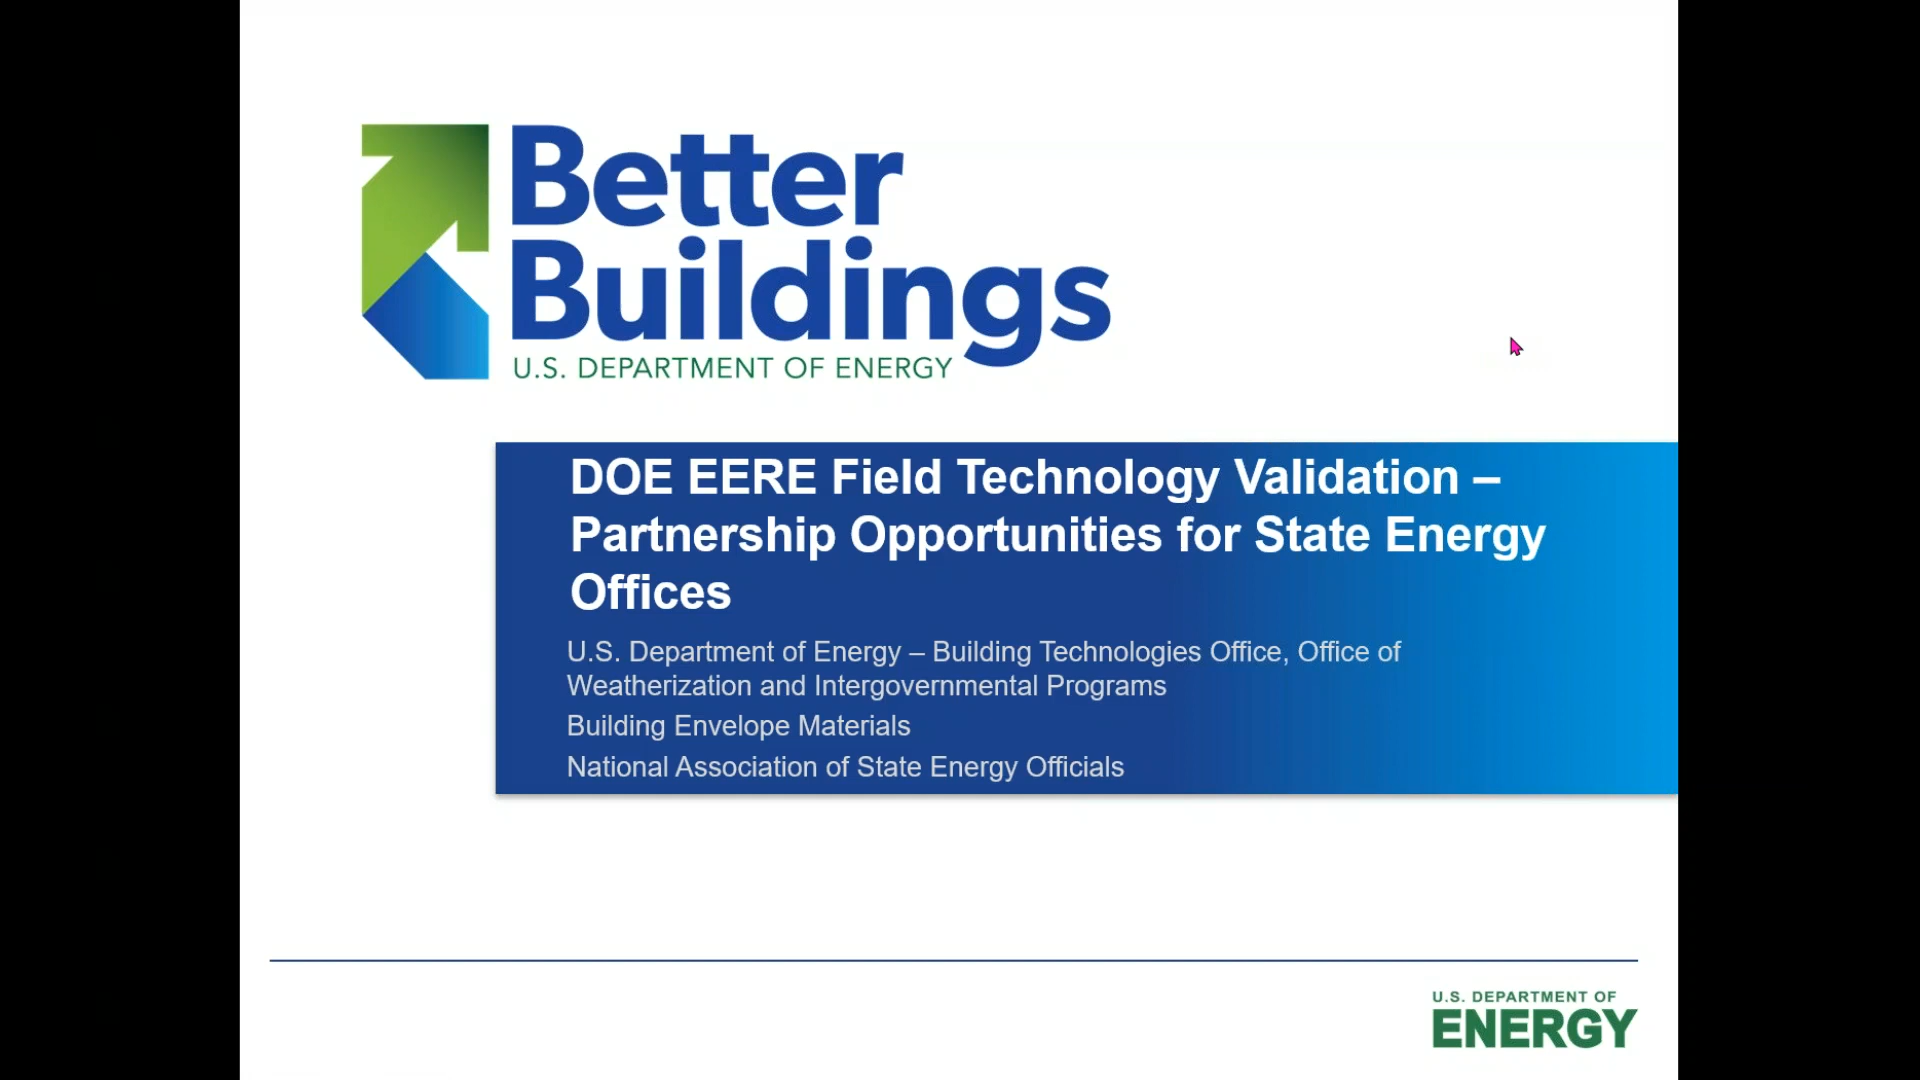 Better
Buildings
U.S. DEPARTMENT OF ENERGY
DOE EERE Field Technology Validation –
Partnership Opportunities for State Energy
Offices
U.S. Department of Energy – Building Technologies Office, Office of
Weatherization and Intergovernmental Programs
Building Envelope Materials
National Association of State Energy Officials
U.S. DEPARTMENT OF
ENERGY